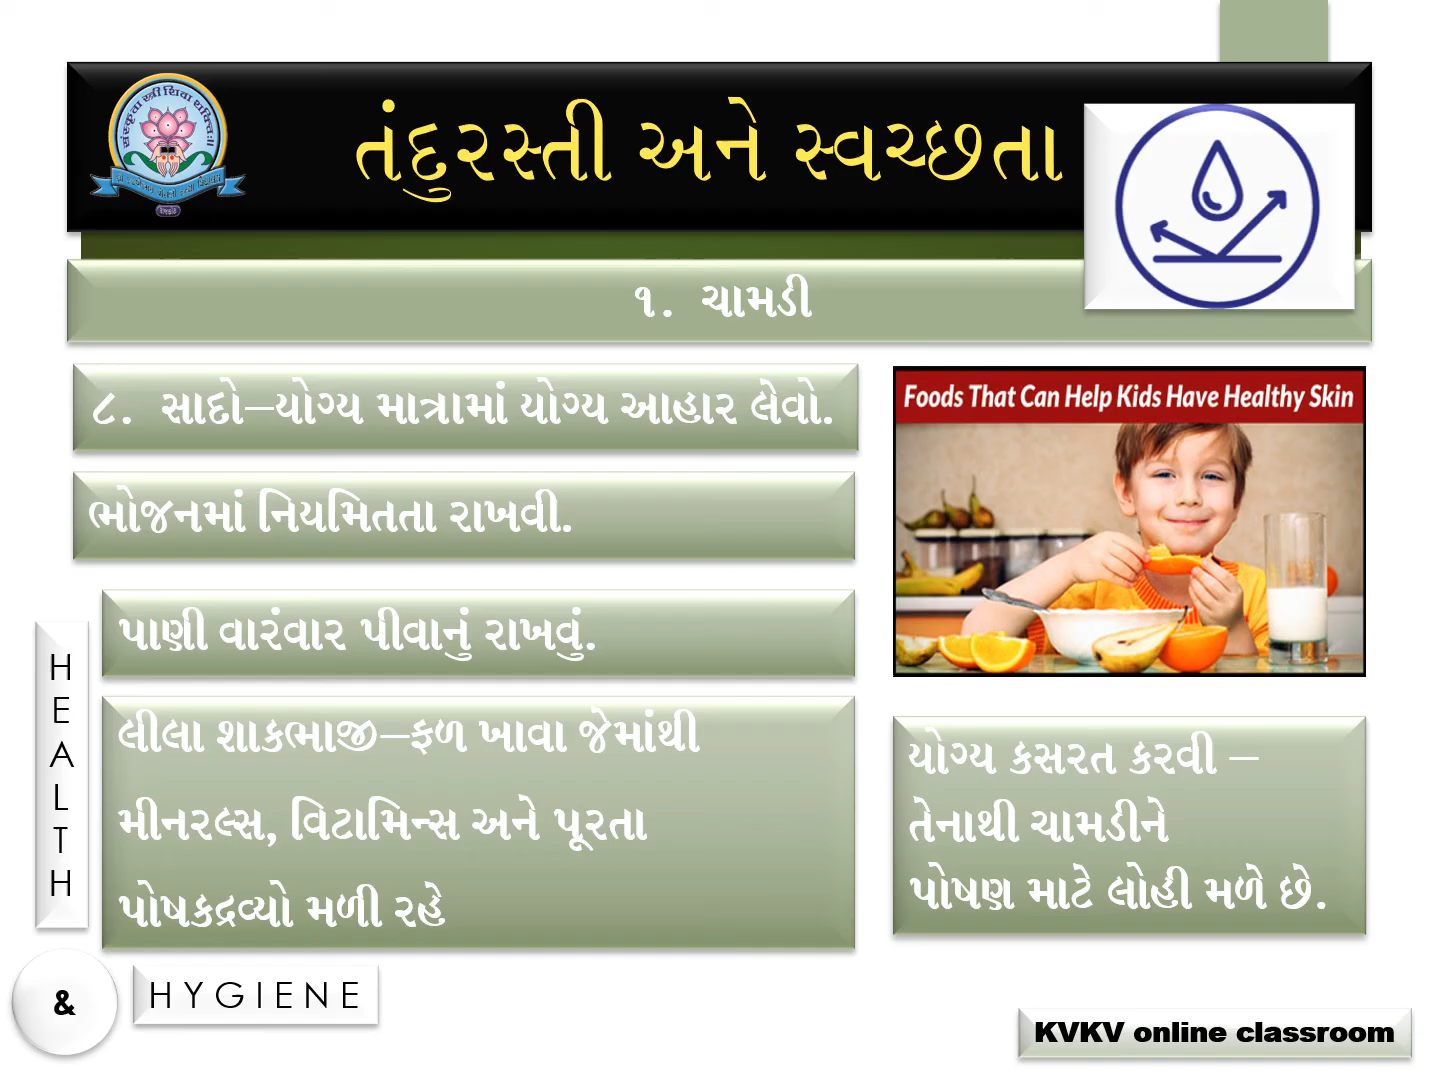 સંસ્કૃતા સ્ત્રી શિવા શક્તિઃ॥
તંદુરસ્તી અને સ્વચ્છતા
૧. ચામડી
૮. સાદો–યોગ્ય માત્રામાં યોગ્ય આહાર લેવો.
ભોજનમાં નિયમિતતા રાખવી.
પાણી વારંવાર પીવાનું રાખવું.
લીલા શાકભાજી–ફળ ખાવા જેમાંથી
મીનરલ્સ, વિટામિન્સ અને પૂરતા
પોષકદ્રવ્યો મળી રહે
Foods That Can Help Kids Have Healthy Skin
યોગ્ય કસરત કરવી –
તેનાથી ચામડીને
પોષણ માટે લોહી મળે છે.
HEALTH
&
HYGIENE
KVKV online classroom